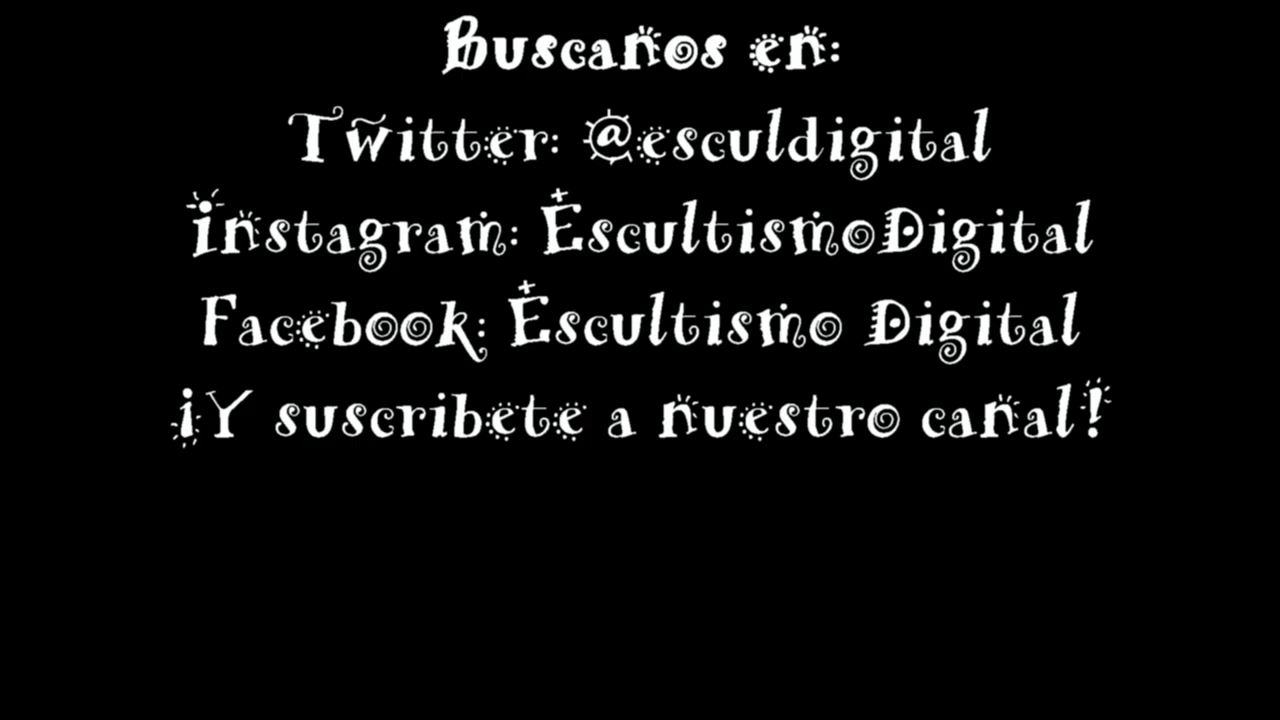 Buscanos en:
Twitter: @esculdigital
Instagram: EscultismoDigital
Facebook: Escultismo Digital
¡Y suscribete a nuestro canal!